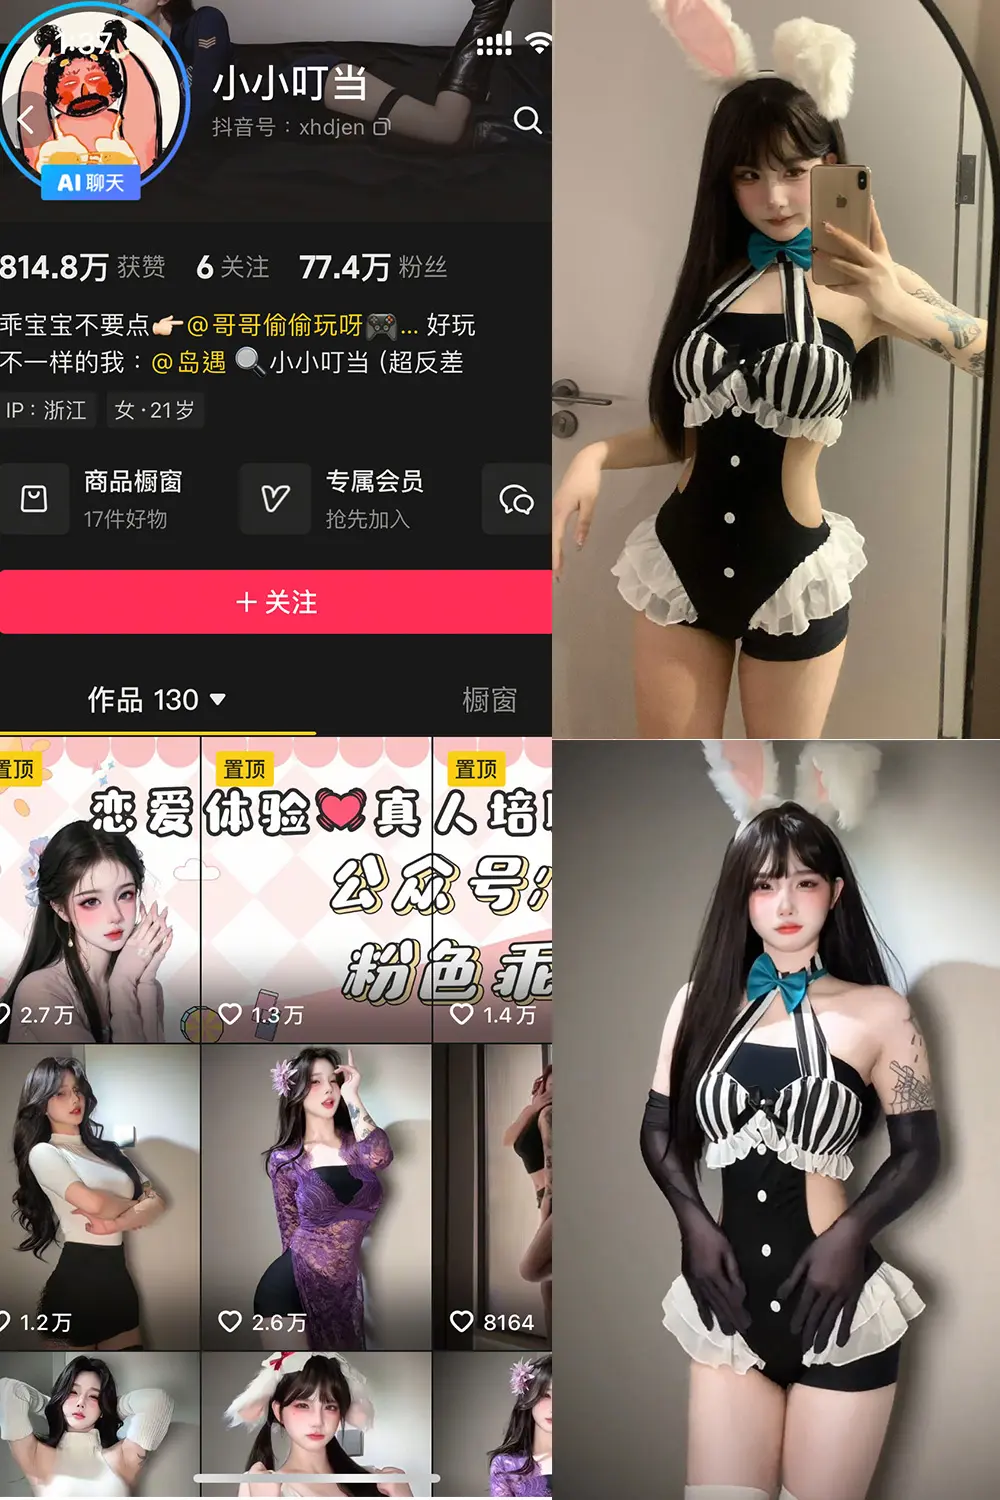 1:37
小小叮当
抖音号：xhdjen
AI 聊天
814.8万 获赞 6 关注 77.4万 粉丝
乖宝宝不要点👉🏻@哥哥偷偷玩呀🎮... 好玩
不一样的我：@岛遇 🔍小小叮当（超反差
IP：浙江 女·21岁
商品橱窗 专属会员
17件好物 抢先加入
＋关注
作品 130 ▼ 橱窗
置顶 置顶 置顶
恋爱体验💓真人培
公众号
粉色乖
2.7万 1.3万 1.4万
1.2万 2.6万 8164